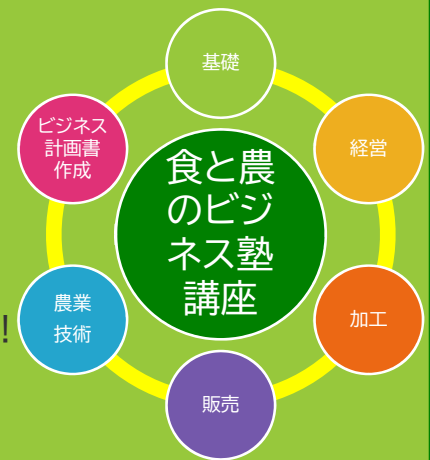 基礎
ビジネス
計画書
作成
経営
食と農
のビジ
ネス塾
講座
農業
技術
!
加工
販売